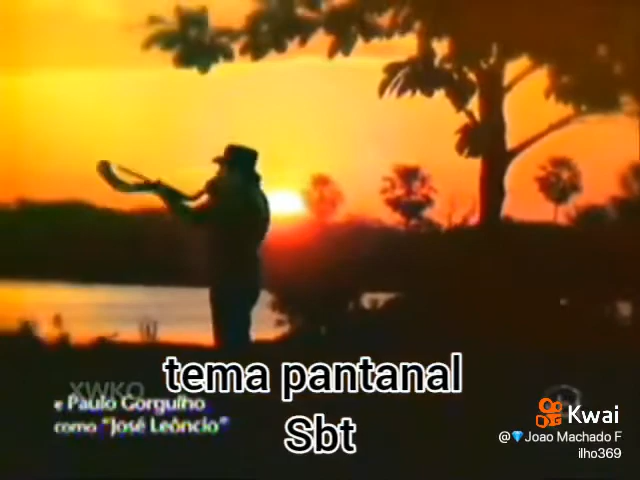 XWKO
tema pantanal
e Paulo Gorgulho
como "José Leôncio"
Sbt
Kwai
@💎Joao Machado F
ilho369